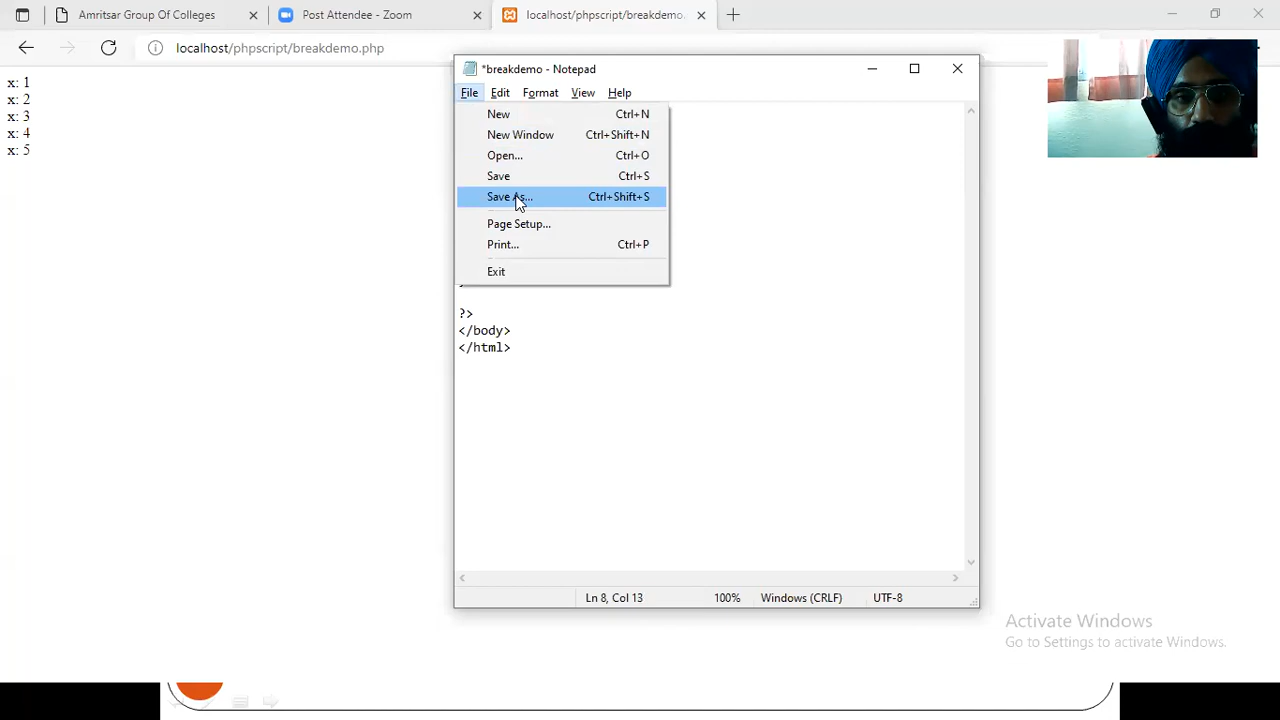 Amritsar Group Of Colleges
Post Attendee - Zoom
localhost/phpscript/breakdemo.
localhost/phpscript/breakdemo.php
x: 1
x: 2
x: 3
x: 4
x: 5
*breakdemo - Notepad
File Edit Format View Help
New Ctrl+N
New Window Ctrl+Shift+N
Open... Ctrl+O
Save Ctrl+S
Save As... Ctrl+Shift+S
Page Setup...
Print... Ctrl+P
Exit
?>
</body>
</html>
Ln 8, Col 13 100% Windows (CRLF) UTF-8
Activate Windows
Go to Settings to activate Windows.